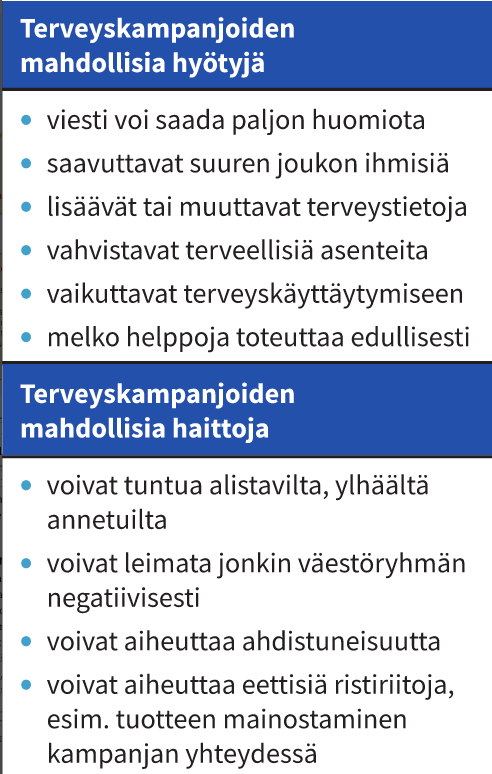 Terveyskampanjoiden
mahdollisia hyötyjä
• viesti voi saada paljon huomiota
• saavuttavat suuren joukon ihmisiä
• lisäävät tai muuttavat terveystietoja
• vahvistavat terveellisiä asenteita
• vaikuttavat terveyskäyttäytymiseen
• melko helppoja toteuttaa edullisesti
Terveyskampanjoiden
mahdollisia haittoja
• voivat tuntua alistavilta, ylhäältä
annetuilta
• voivat leimata jonkin väestöryhmän
negatiivisesti
• voivat aiheuttaa ahdistuneisuutta
• voivat aiheuttaa eettisiä ristiriitoja,
esim. tuotteen mainostaminen
kampanjan yhteydessä